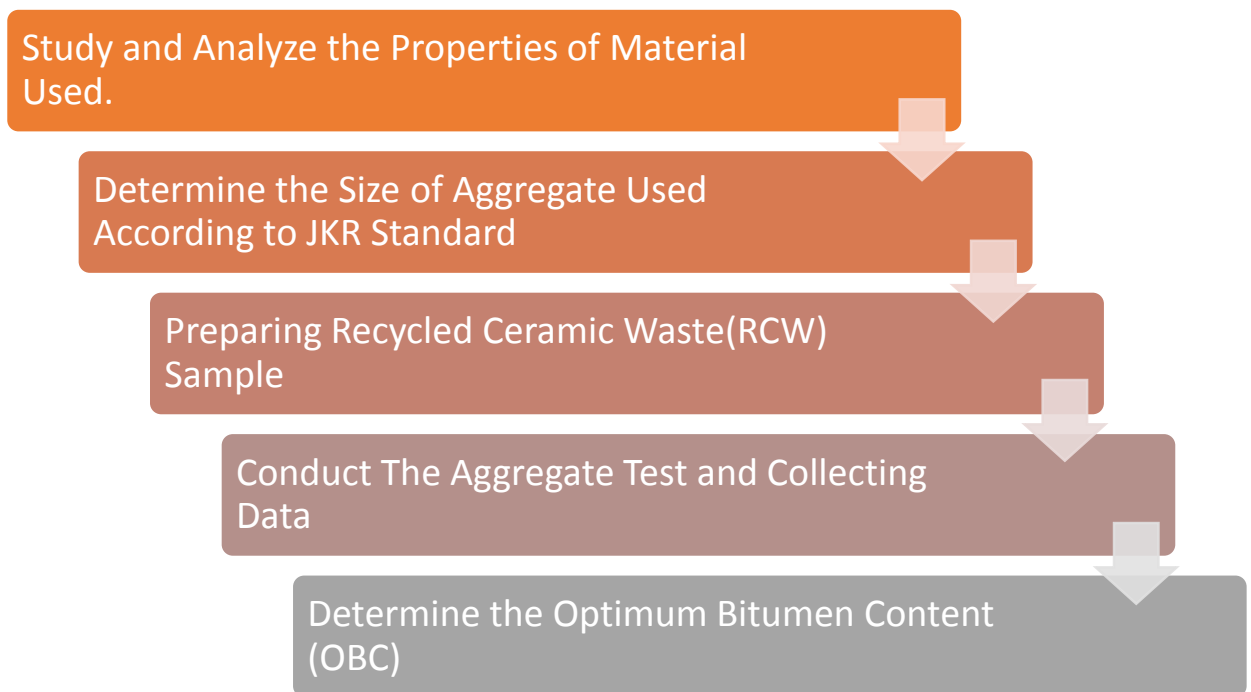 Study and Analyze the Properties of Material
Used.
Determine the Size of Aggregate Used
According to JKR Standard
Preparing Recycled Ceramic Waste(RCW)
Sample
Conduct The Aggregate Test and Collecting
Data
Determine the Optimum Bitumen Content
(OBC)